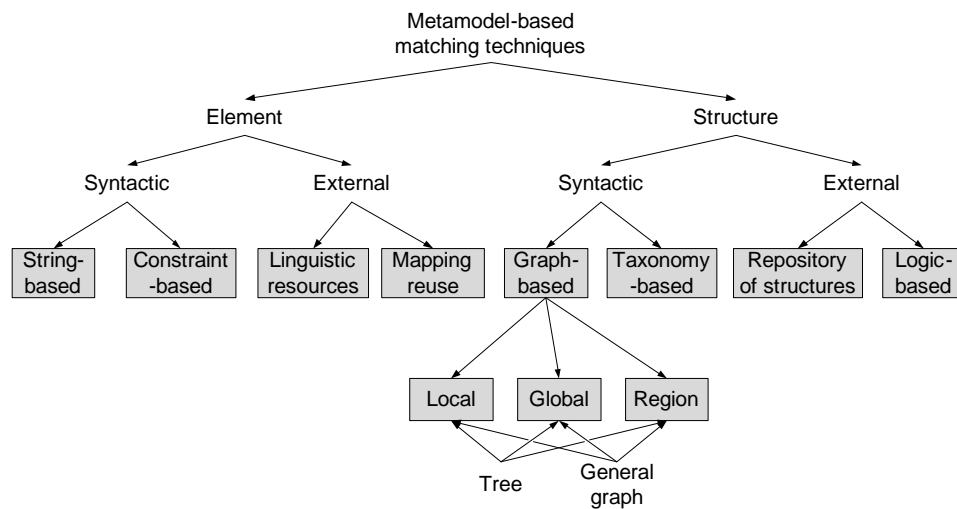 Metamodel-based
matching techniques
Element
Structure
Syntactic
External
Syntactic
External
String-
based
Constraint
-based
Linguistic
resources
Mapping
reuse
Graph-
based
Taxonomy
-based
Repository
of structures
Logic-
based
Local
Global
Region
Tree
General
graph